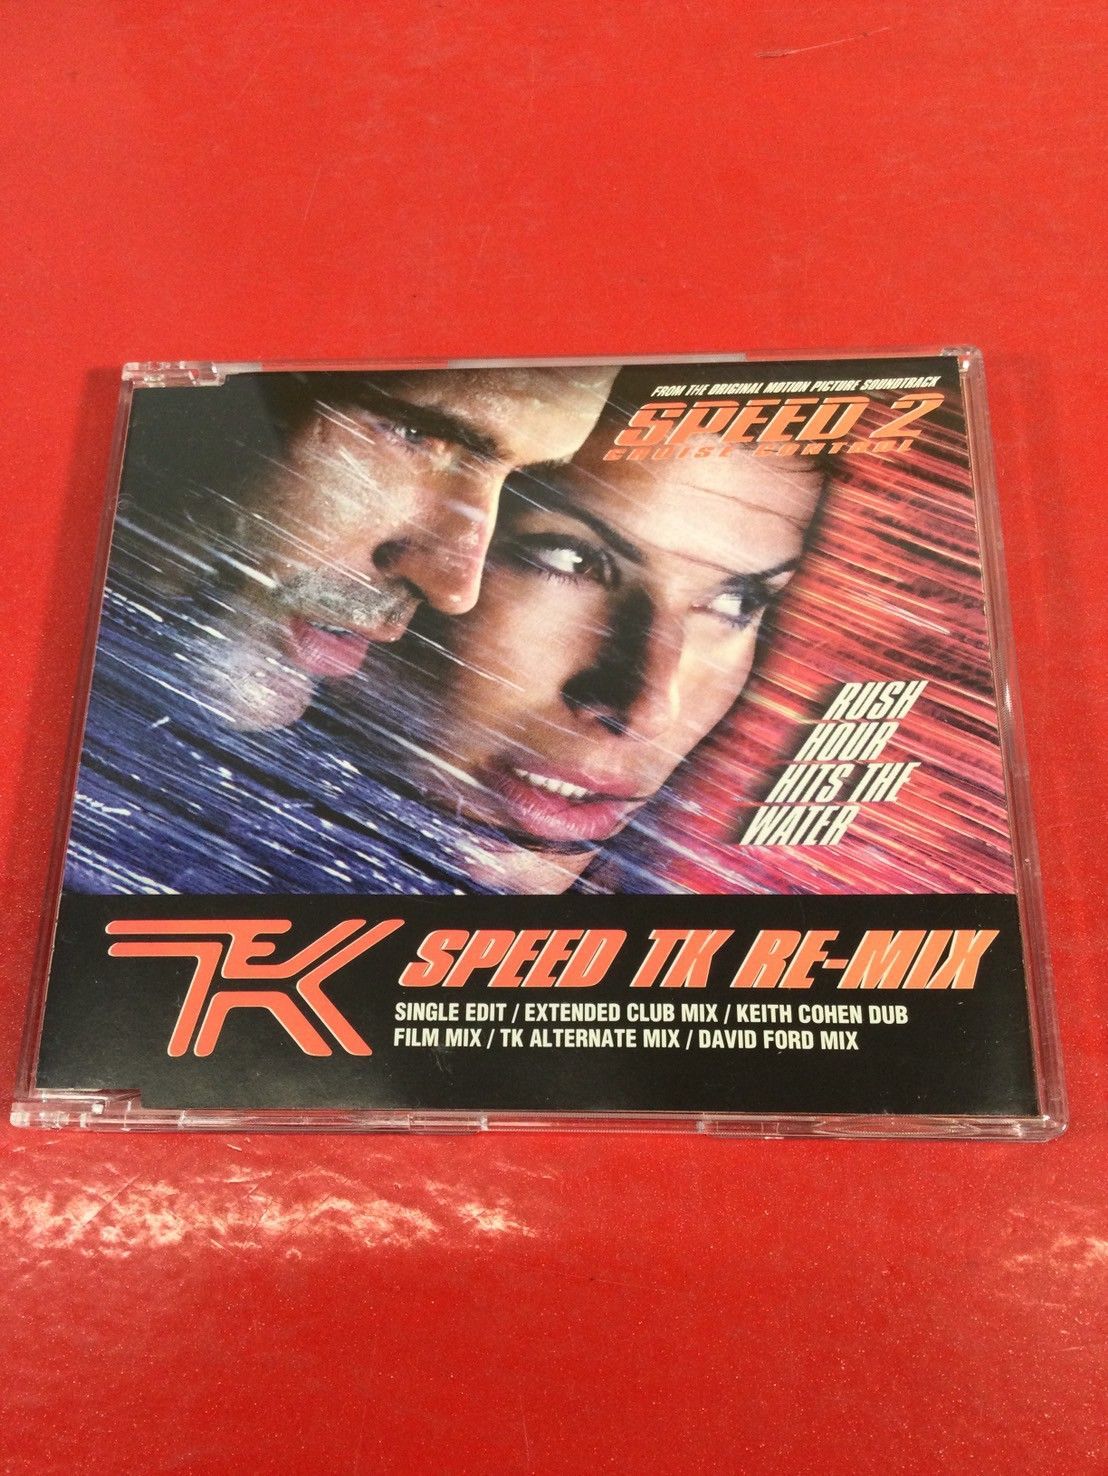 FROM THE ORIGINAL MOTION PICTURE SOUNDTRACK
SPEED 2
CRUISE CONTROL
RUSH
HOUR
HITS THE
WATER
TK SPEED TK RE-MIX
SINGLE EDIT / EXTENDED CLUB MIX / KEITH COHEN DUB
FILM MIX / TK ALTERNATE MIX / DAVID FORD MIX